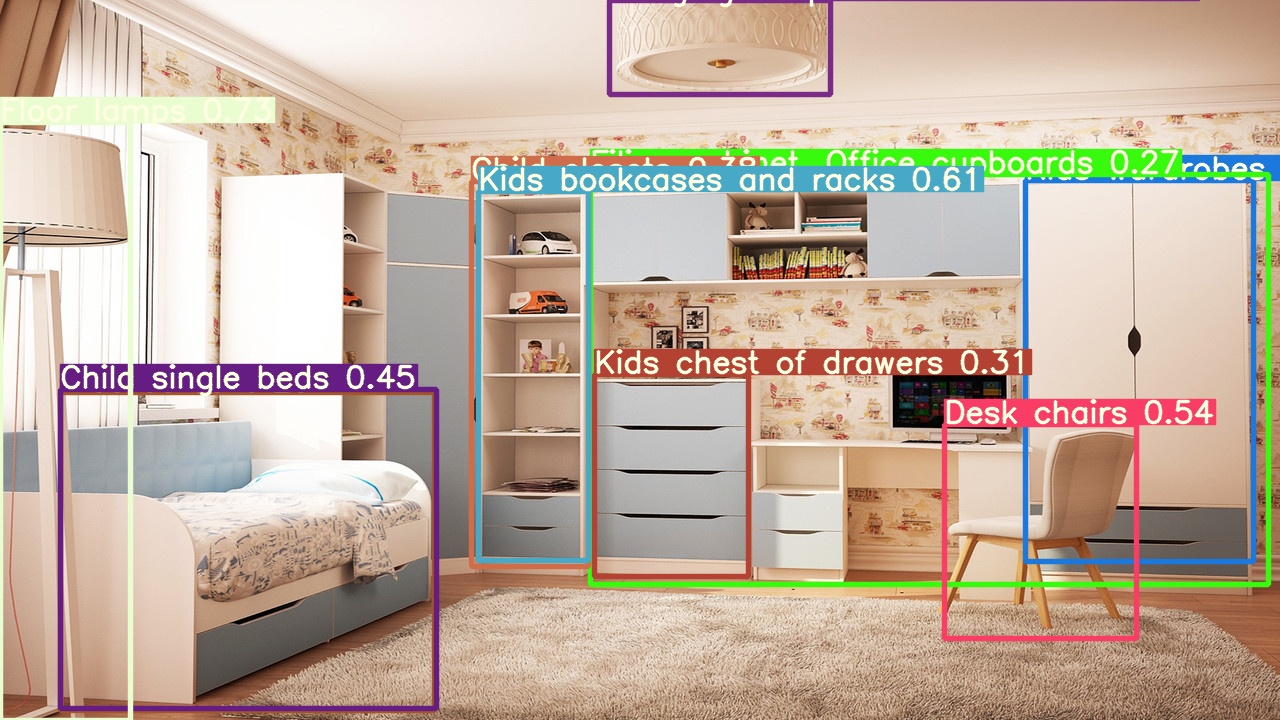 Floor lamps 0.73
Office cupboards 0.27
robes
Kids bookcases and racks 0.61
Kids chest of drawers 0.31
Child single beds 0.45
Desk chairs 0.54